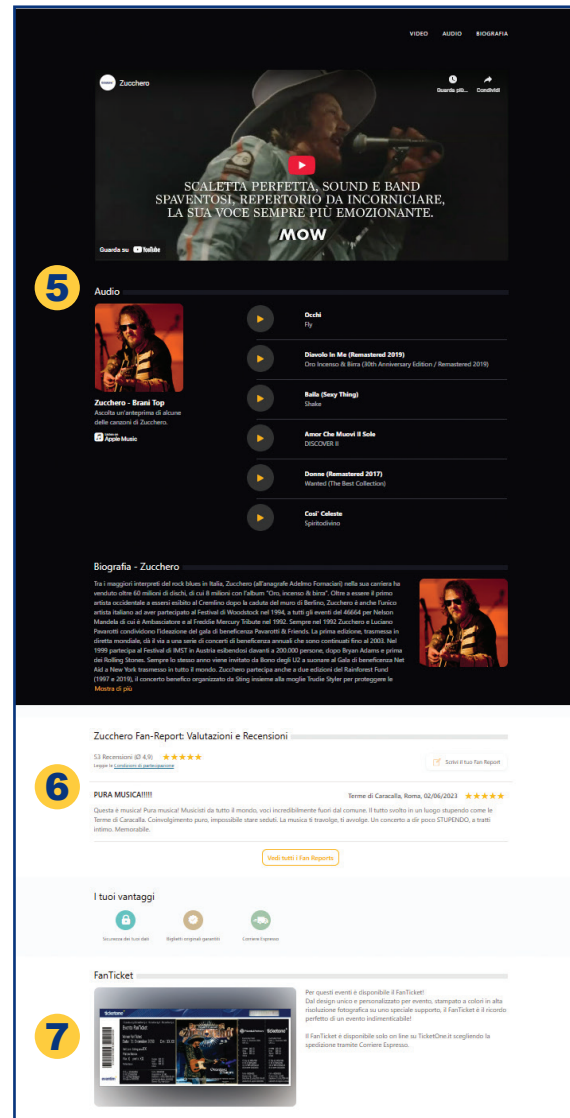 VIDEO AUDIO BIOGRAFIA
Zucchero
Guarda più... Condividi
SCALETTA PERFETTA, SOUND E BAND
SPAVENTOSI, REPERTORIO DA INCORNICIARE,
LA SUA VOCE SEMPRE PIÙ EMOZIONANTE.
MOW
Guarda su YouTube
5
Audio
Zucchero - Brani Top
Ascolta un'anteprima di alcune
delle canzoni di Zucchero.
Apple Music
Occhi
Fly
Diavolo In Me (Remastered 2019)
Oro Incenso & Birra (30th Anniversary Edition / Remastered 2019)
Baila (Sexy Thing)
Shake
Amor Che Muovi Il Sole
DISCOVER II
Donne (Remastered 2017)
Wanted (The Best Collection)
Cosi' Celeste
Spiritodivino
Biografia - Zucchero
Tra i maggiori interpreti del rock blues in Italia, Zucchero (all'anagrafe Adelmo Fornaciari) nella sua carriera ha
venduto oltre 60 milioni di dischi, di cui 8 milioni con l'album "Oro, incenso & birra". Oltre a essere il primo
artista occidentale a essersi esibito al Cremlino dopo la caduta del muro di Berlino, Zucchero è anche l'unico
artista italiano ad aver partecipato al Festival di Woodstock nel 1994, a tutti gli eventi del 46664 per Nelson
Mandela di cui è Ambasciatore e al Freddie Mercury Tribute nel 1992. Sempre nel 1992 Zucchero e Luciano
Pavarotti condividono l'ideazione del gala di beneficenza Pavarotti & Friends. La prima edizione, trasmessa in
diretta mondiale, dà il via a una serie di concerti di beneficenza annuali che sono continuati fino al 2003. Nel
1999 partecipa al Festival di IMST in Austria esibendosi davanti a 200.000 persone, dopo Bryan Adams e prima
dei Rolling Stones. Sempre lo stesso anno viene invitato da Bono degli U2 a suonare al Gala di beneficenza Net
Aid a New York trasmesso in tutto il mondo. Zucchero partecipa anche a due edizioni del Rainforest Fund
(1997 e 2019), il concerto benefico organizzato da Sting insieme alla moglie Trudie Styler per proteggere le
Mostra di più
Zucchero Fan-Report: Valutazioni e Recensioni
53 Recensioni (Ø 4,9)
Leggi le Condizioni di partecipazione
Scrivi il tuo Fan Report
6
PURA MUSICA!!!!! Terme di Caracalla, Roma, 02/06/2023
Questa è musica! Pura musica! Musicisti da tutto il mondo, voci incredibilmente fuori dal comune. Il tutto svolto in un luogo stupendo come le
Terme di Caracalla. Coinvolgimento puro, impossibile stare seduti. La musica ti travolge, ti avvolge. Un concerto a dir poco STUPENDO, a tratti
intimo. Memorabile.
Vedi tutti i Fan Reports
I tuoi vantaggi
Sicurezza dei tuoi dati Biglietti originali garantiti Corriere Espresso
FanTicket
7
ticketone
Per questi eventi è disponibile il FanTicket!
Dal design unico e personalizzato per evento, stampato a colori in alta
risoluzione fotografica su uno speciale supporto, il FanTicket è il ricordo
perfetto di un evento indimenticabile!
Il FanTicket è disponibile solo on line su TicketOne.it scegliendo la
spedizione tramite Corriere Espresso.